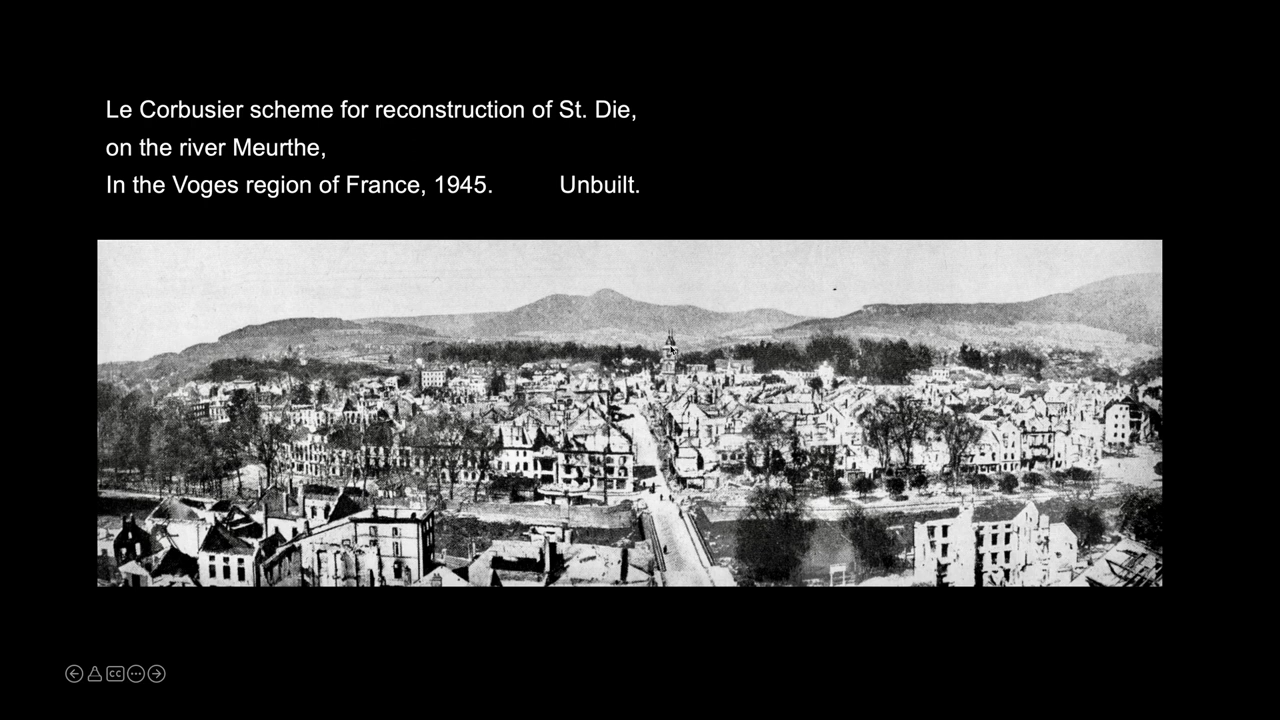 Le Corbusier scheme for reconstruction of St. Die,
on the river Meurthe,
In the Voges region of France, 1945. Unbuilt.
CC